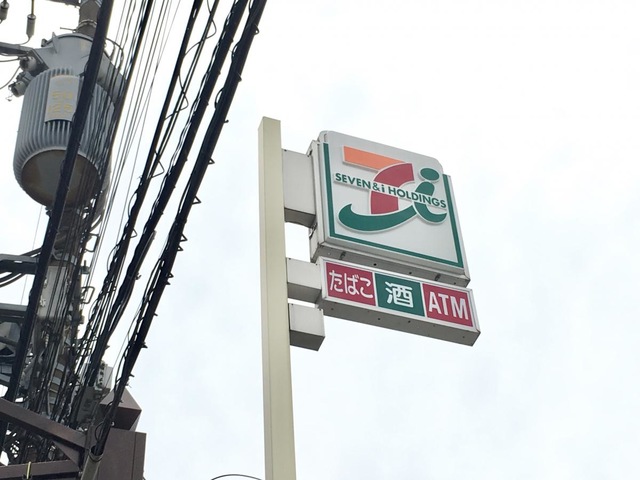 SEVEN & i HOLDINGS
たばこ 酒 ATM